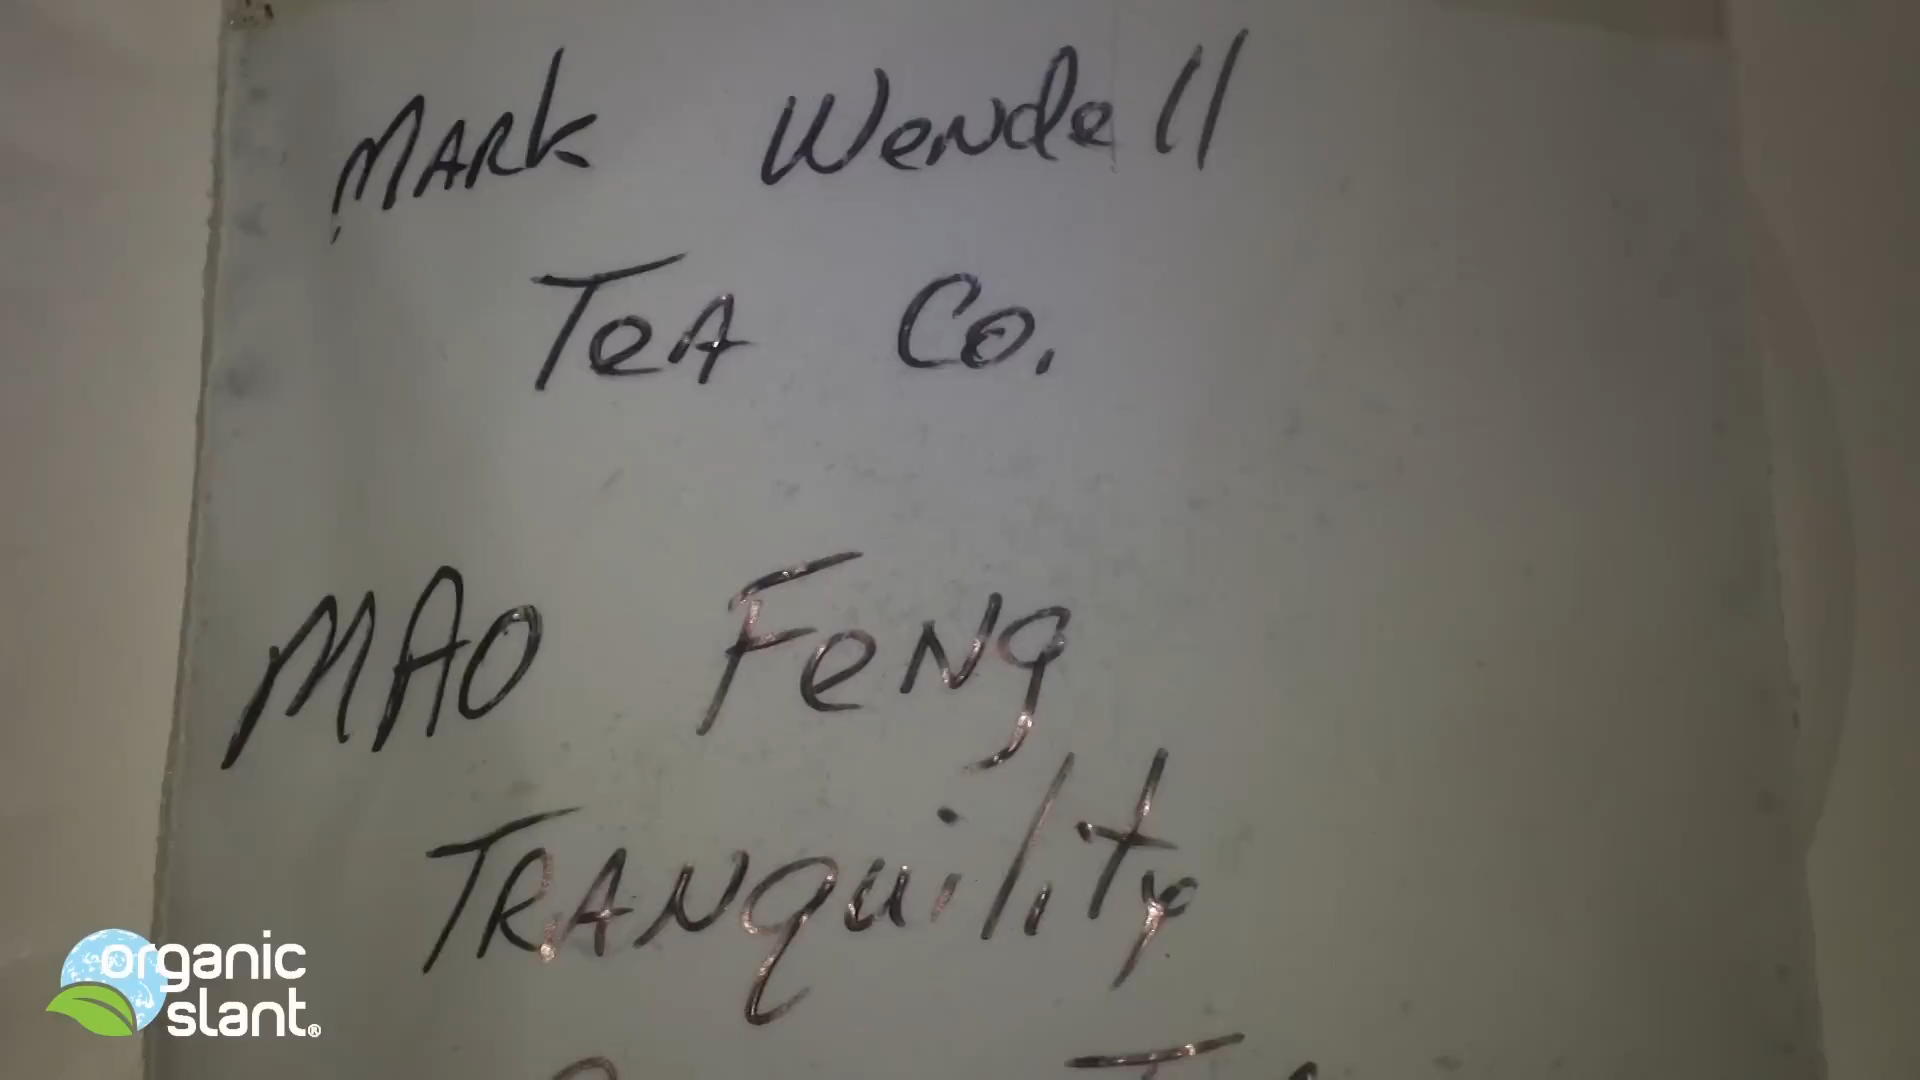 MARK Wendell
TeA Co.
MAO FeNg
TRANquility
organic
slant.®